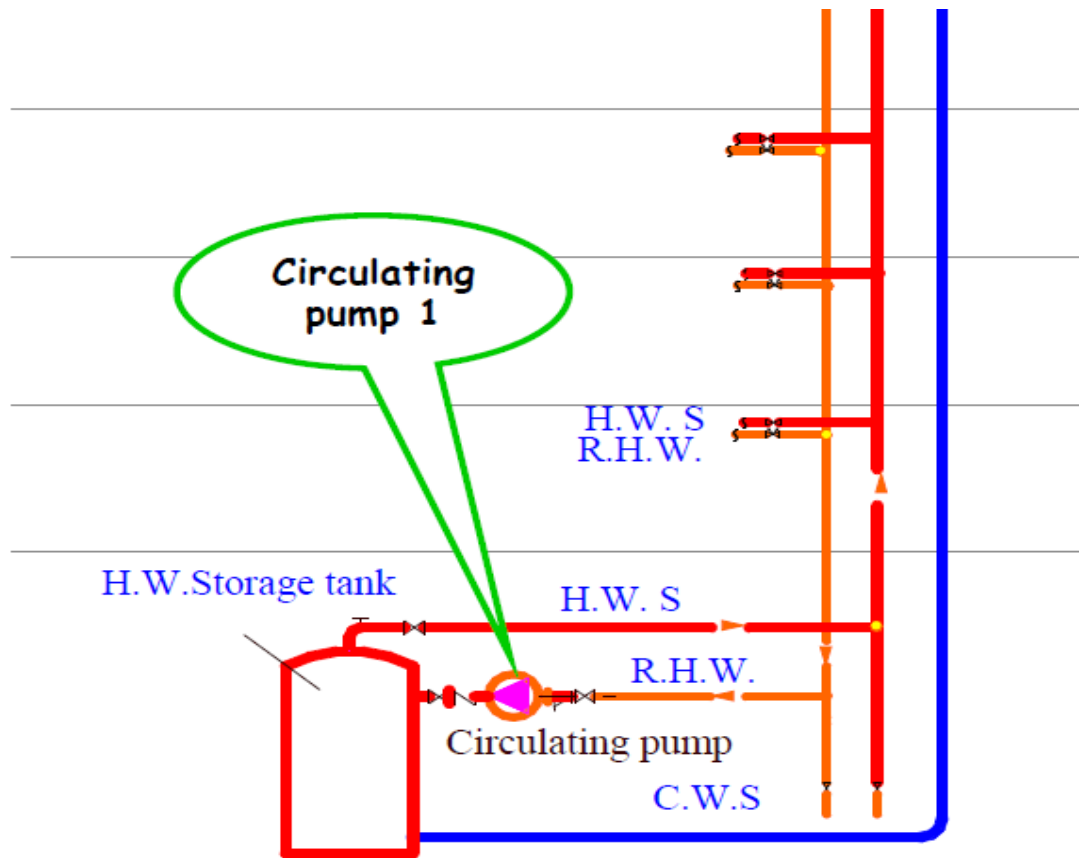 Circulating
pump 1
H.W. S
R.H.W.
H.W.Storage tank
H.W. S
R.H.W.
Circulating pump
C.W.S